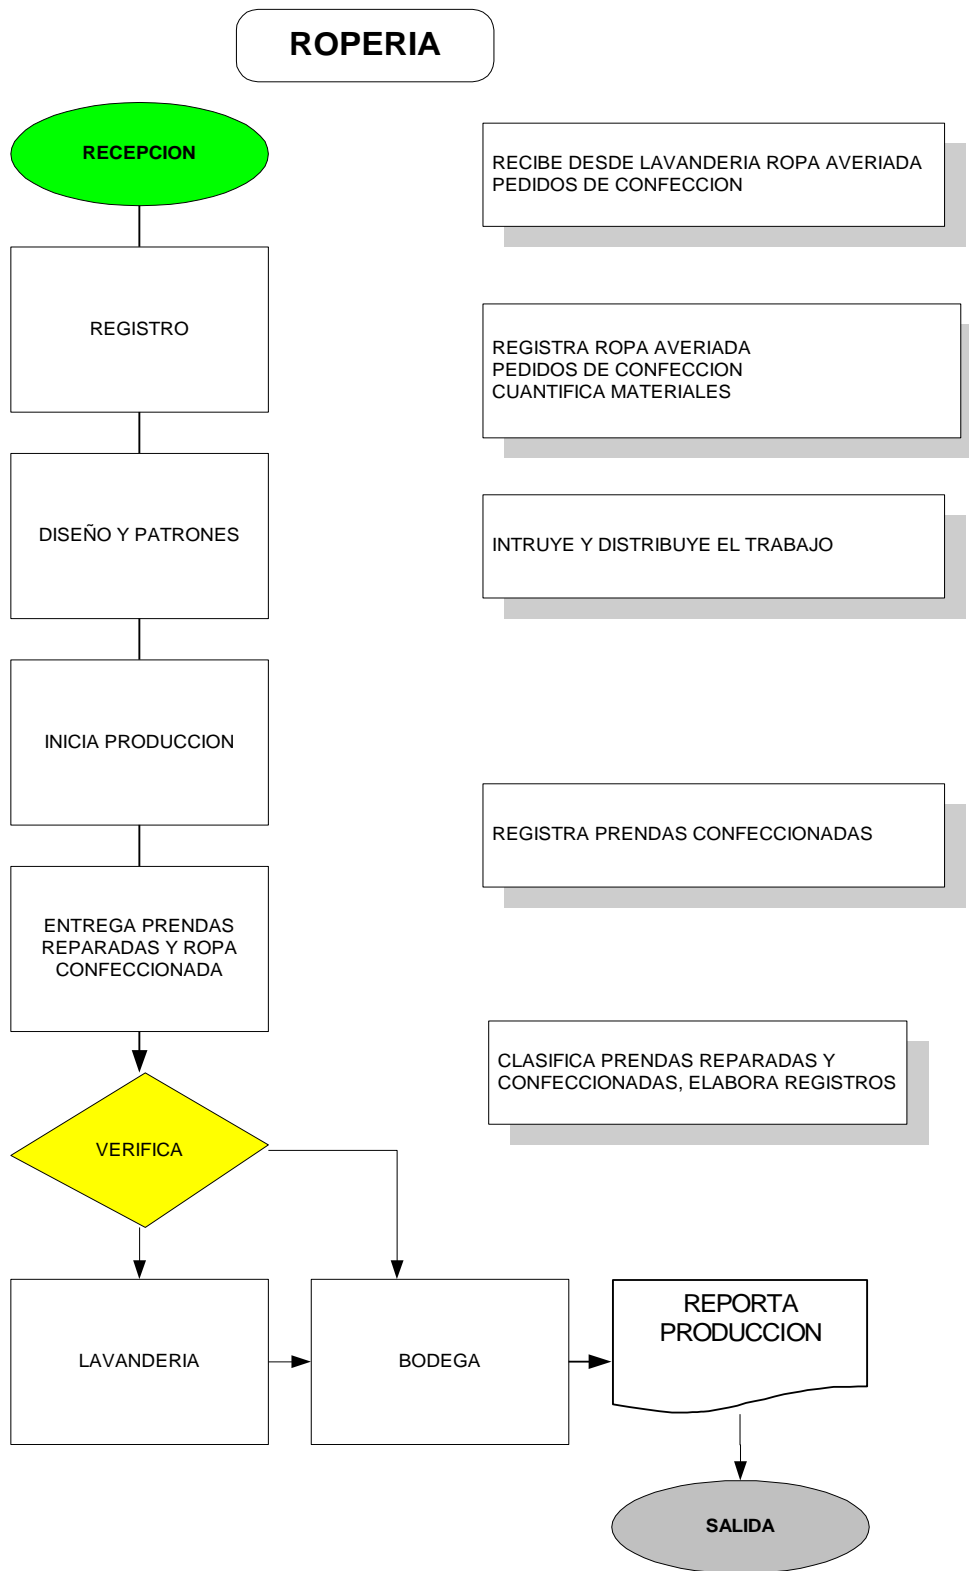 ROPERIA
RECEPCION
RECIBE DESDE LAVANDERIA ROPA AVERIADA
PEDIDOS DE CONFECCION
REGISTRO
REGISTRA ROPA AVERIADA
PEDIDOS DE CONFECCION
CUANTIFICA MATERIALES
DISEÑO Y PATRONES
INTRUYE Y DISTRIBUYE EL TRABAJO
INICIA PRODUCCION
REGISTRA PRENDAS CONFECCIONADAS
ENTREGA PRENDAS
REPARADAS Y ROPA
CONFECCIONADA
CLASIFICA PRENDAS REPARADAS Y
CONFECCIONADAS, ELABORA REGISTROS
VERIFICA
LAVANDERIA
BODEGA
REPORTA
PRODUCCION
SALIDA